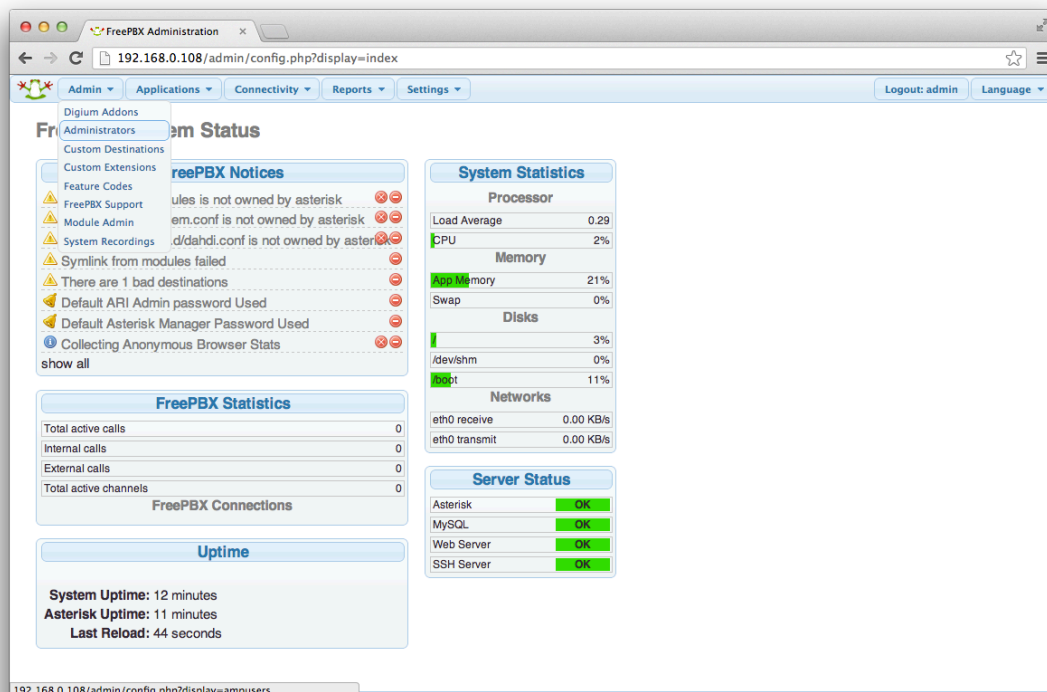 FreePBX Administration
192.168.0.108/admin/config.php?display=index
Admin Applications Connectivity Reports Settings Logout: admin Language
Digium Addons
Administrators
Custom Destinations
Custom Extensions
Feature Codes
FreePBX Support
Module Admin
System Recordings
Fr em Status
reePBX Notices
ules is not owned by asterisk
em.conf is not owned by asterisk
.d/dahdi.conf is not owned by asterisk
Symlink from modules failed
There are 1 bad destinations
Default ARI Admin password Used
Default Asterisk Manager Password Used
Collecting Anonymous Browser Stats
show all
FreePBX Statistics
Total active calls 0
Internal calls 0
External calls 0
Total active channels 0
FreePBX Connections
Uptime
System Uptime: 12 minutes
Asterisk Uptime: 11 minutes
Last Reload: 44 seconds
System Statistics
Processor
Load Average 0.29
CPU 2%
Memory
App Memory 21%
Swap 0%
Disks
/ 3%
/dev/shm 0%
/boot 11%
Networks
eth0 receive 0.00 KB/s
eth0 transmit 0.00 KB/s
Server Status
Asterisk OK
MySQL OK
Web Server OK
SSH Server OK
192.168.0.108/admin/config.php?display=ampusers